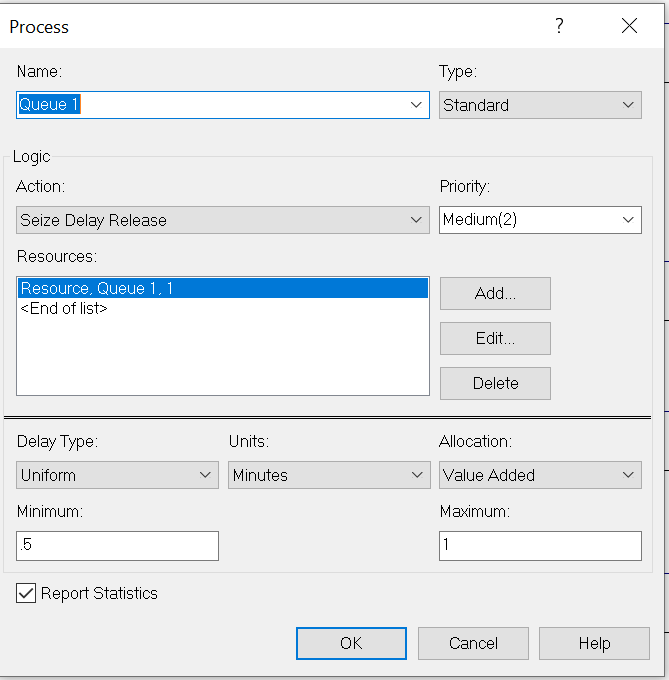 Process
?
Name: Type:
Queue 1 Standard
Logic
Action: Priority:
Seize Delay Release Medium(2)
Resources:
Resource, Queue 1, 1
<End of list>
Add...
Edit...
Delete
Delay Type: Units: Allocation:
Uniform Minutes Value Added
Minimum: Maximum:
.5 1
Report Statistics
OK Cancel Help